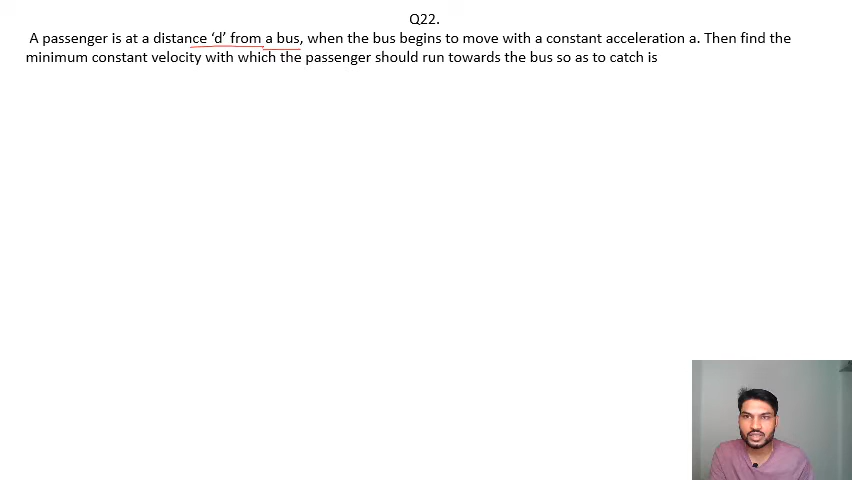 Q22.
A passenger is at a distance ‘d’ from a bus, when the bus begins to move with a constant acceleration a. Then find the
minimum constant velocity with which the passenger should run towards the bus so as to catch is